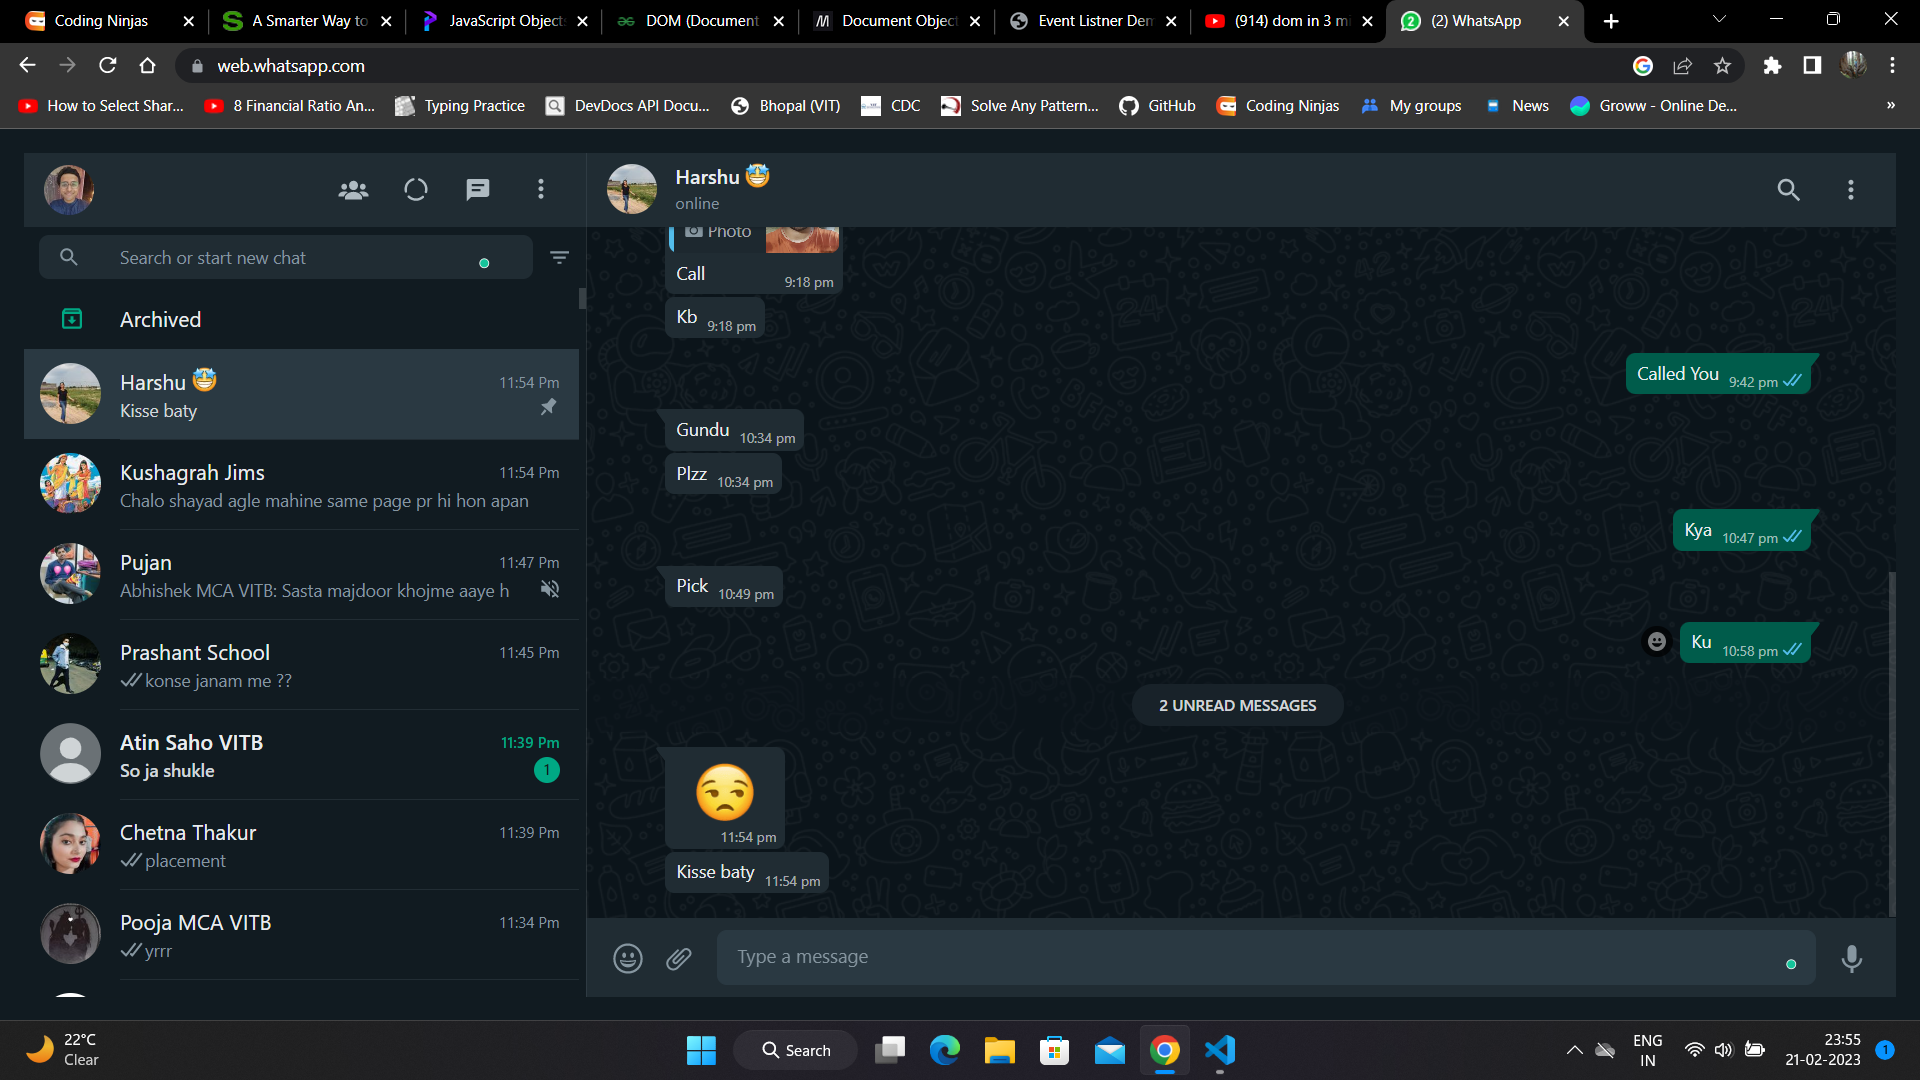 Coding Ninjas
A Smarter Way to
JavaScript Objects
DOM (Document
Document Object
Event Listner Dem
(914) dom in 3 mi
(2) WhatsApp
web.whatsapp.com
How to Select Shar...
8 Financial Ratio An...
Typing Practice
DevDocs API Docu...
Bhopal (VIT)
CDC
Solve Any Pattern...
GitHub
Coding Ninjas
My groups
News
Groww - Online De...
»
Search or start new chat
Archived
Harshu
11:54 Pm
Kisse baty
Kushagrah Jims
11:54 Pm
Chalo shayad agle mahine same page pr hi hon apan
Pujan
11:47 Pm
Abhishek MCA VITB: Sasta majdoor khojme aaye h
Prashant School
11:45 Pm
konse janam me ??
Atin Saho VITB
11:39 Pm
So ja shukle
1
Chetna Thakur
11:39 Pm
placement
Pooja MCA VITB
11:34 Pm
yrrr
Harshu
online
Photo
Call
9:18 pm
Kb 9:18 pm
Called You 9:42 pm
Gundu 10:34 pm
Plzz 10:34 pm
Kya 10:47 pm
Pick 10:49 pm
Ku 10:58 pm
2 UNREAD MESSAGES
11:54 pm
Kisse baty 11:54 pm
Type a message
22°C
Clear
Search
ENG
IN
23:55
21-02-2023
1